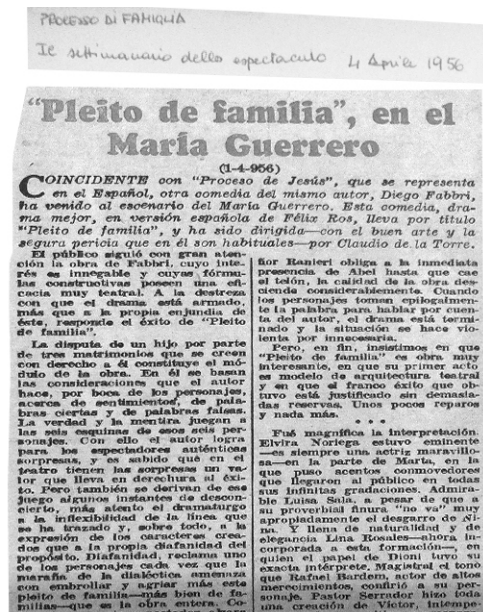 PROCESSO DI FAMIGLIA
Ie settimanario dello espectaculo 4 Aprile 1956
"Pleito de familia", en el
María Guerrero
(1-4-956)
COINCIDENTE con "Proceso de Jesús", que se representa
en el Español, otra comedia del mismo autor, Diego Fabbri,
ha venido al escenario del María Guerrero. Esta comedia, dra-
ma mejor, en versión española de Félix Ros, lleva por título
"Pleito de familia", y ha sido dirigida—con el buen arte y la
segura pericia que en él son habituales—por Claudio de la Torre.
El público siguió con gran aten-
ción la obra de Fabbri, cuyo inte-
rés es innegable y cuyas fórmu-
las constructivas poseen una efi-
cacia muy teatral. A la destreza
con que el drama está armado,
más que a la propia enjundia de
éste, responde el éxito de "Pleito
de familia".
La disputa de un hijo por parte
de tres matrimonios que se creen
con derecho a él constituye el mó-
dulo de la obra. En él se basan
las consideraciones que el autor
hace, por boca de los personajes,
acerca de sentimientos, de pala-
bras ciertas y de palabras falsas.
La verdad y la mentira juegan a
las seis esquinas de esos seis per-
sonajes. Con ello el autor logra
para los espectadores auténticas
sorpresas, y es sabido que en el
teatro tienen las sorpresas un va-
lor que lleva en derechura al éxi-
to. Pero también se derivan de ese
juego algunos instantes de descon-
cierto, más atento el dramaturgo
a la inflexibilidad de la línea que
se ha trazado y, sobre todo, a la
expresión de los caracteres crea-
dos que a la propia diafanidad del
propósito. Diafanidad, reclama uno
de los personajes cada vez que la
maraña de la dialéctica amenaza
con embrollar y agriar más este
pleito de familia—más bien de fa-
milias—que es la obra entera.
ñor Ranieri obliga a la inmediata
presencia de Abel hasta que cae
el telón, la calidad de la obra des-
ciende considerablemente. Cuando
los personajes toman epilogalmen-
te la palabra para hablar por cuen-
ta del autor, el drama está termi-
nado y la situación se hace vio-
lenta por innecesaria.
Pero, en fin, insistimos en que
"Pleito de familia" es obra muy
interesante, en que su primer acto
es modelo de arquitectura teatral
y en que el franco éxito que ob-
tuvo está justificado sin demasia-
das reservas. Unos pocos reparos
y nada más.
* * *
Fué magnífica la interpretación.
Elvira Noriega estuvo eminente
—es siempre una actriz maravillo-
sa—en la parte de Marta, en la
que puso acentos conmovedores
que llegaron al público en todas
sus infinitas gradaciones. Admira-
ble Luisa Sala, a pesar de que a
su proverbial finura "no va" muy
apropiadamente el desgarro de Ni-
na. Y llena de naturalidad y de
elegancia Lina Rosales—ahora in-
corporada a esta formación—, en
quien el papel de Dioni tuvo su
exacta intérprete. Magistral el tono
que Rafael Bardem, actor de altos
merecimientos, confirió a su per-
sonaje. Pastor Serrador hizo toda
una creación de Víctor, intempe-